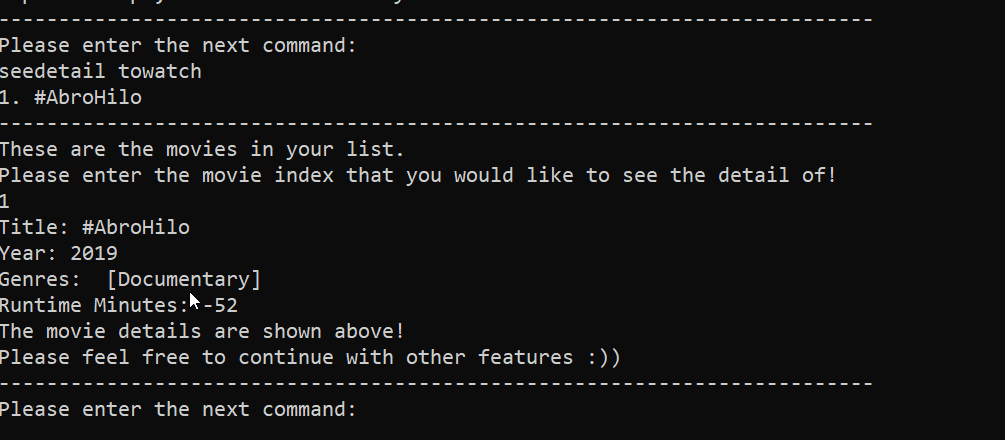 ------------------------------------------------------------------------
Please enter the next command:
seedetail towatch
1. #AbroHilo
------------------------------------------------------------------------
These are the movies in your list.
Please enter the movie index that you would like to see the detail of!
1
Title: #AbroHilo
Year: 2019
Genres:  [Documentary]
Runtime Minutes: -52
The movie details are shown above!
Please feel free to continue with other features :))
------------------------------------------------------------------------
Please enter the next command: